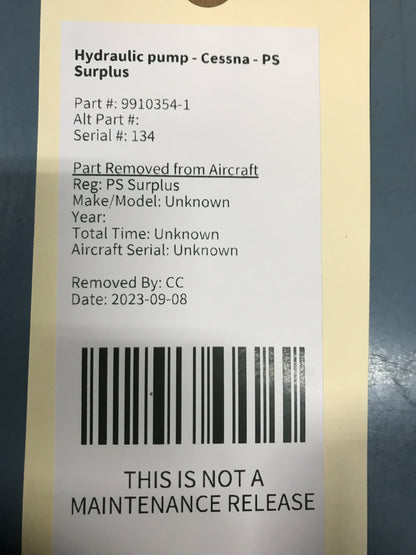 Hydraulic pump - Cessna - PS
Surplus
Part #: 9910354-1
Alt Part #:
Serial #: 134
Part Removed from Aircraft
Reg: PS Surplus
Make/Model: Unknown
Year:
Total Time: Unknown
Aircraft Serial: Unknown
Removed By: CC
Date: 2023-09-08
THIS IS NOT A
MAINTENANCE RELEASE